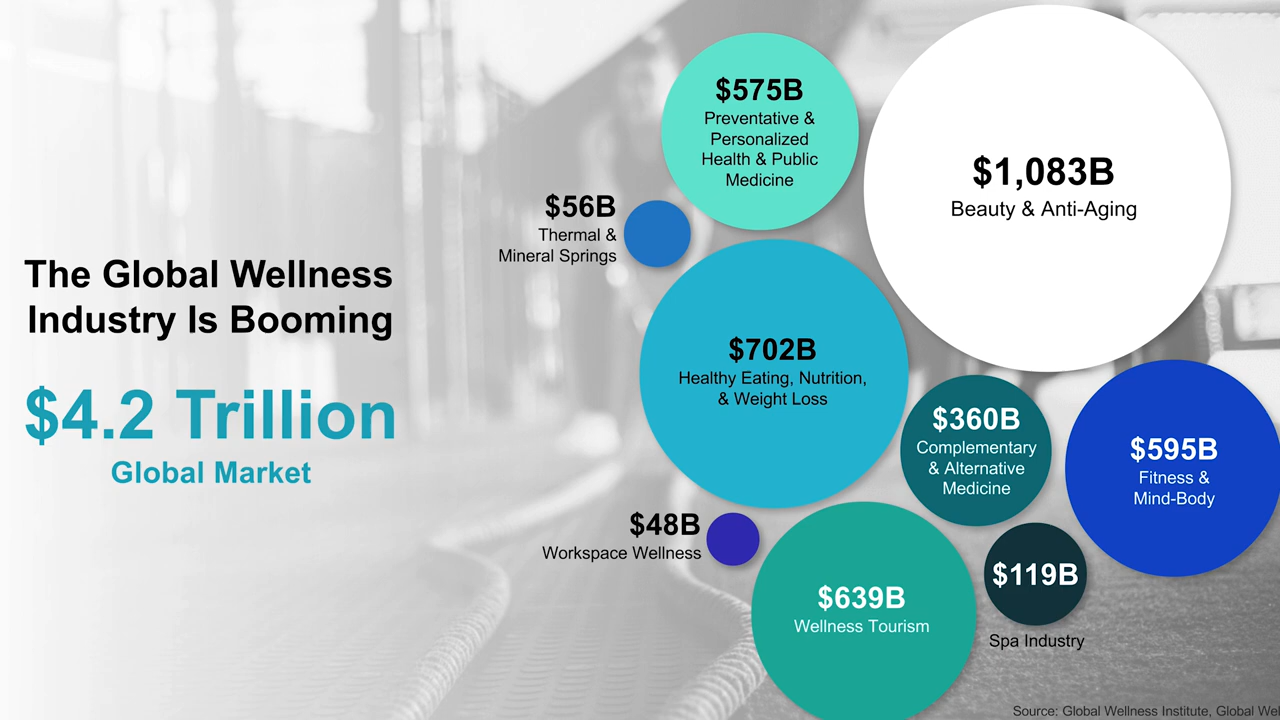 The Global Wellness
Industry Is Booming
$4.2 Trillion
Global Market
$575B
Preventative &
Personalized
Health & Public
Medicine
$1,083B
Beauty & Anti-Aging
$56B
Thermal &
Mineral Springs
$702B
Healthy Eating, Nutrition,
& Weight Loss
$360B
Complementary
& Alternative
Medicine
$595B
Fitness &
Mind-Body
$48B
Workspace Wellness
$639B
Wellness Tourism
$119B
Spa Industry
Source: Global Wellness Institute, Global Wel